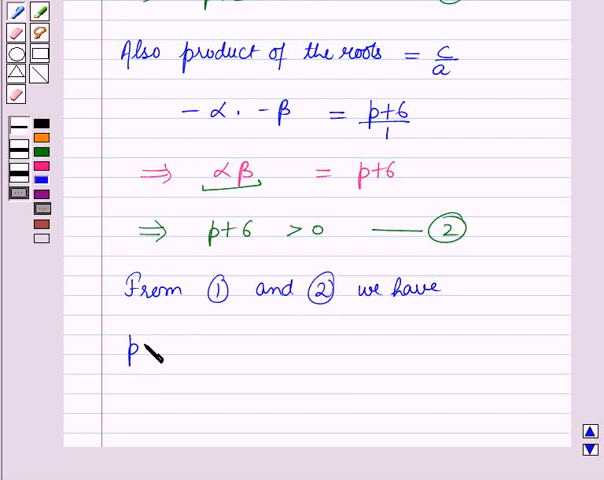 Also product of the roots = c/a
- α . - β = p+6/1
⇒ αβ = p+6
⇒ p+6 > 0 —— ②
From ① and ② we have
p